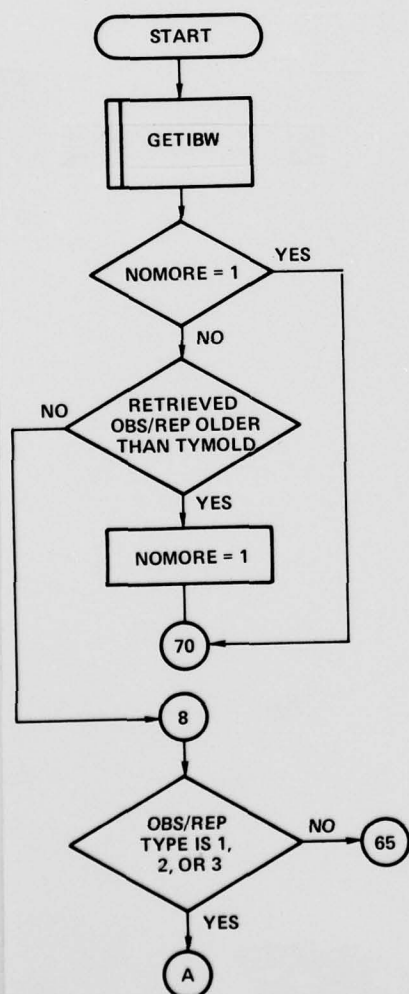 START
GETIBW
NOMORE = 1
YES
NO
NO
RETRIEVED
OBS/REP OLDER
THAN TYMOLD
YES
NOMORE = 1
70
8
OBS/REP
TYPE IS 1,
2, OR 3
NO
65
YES
A